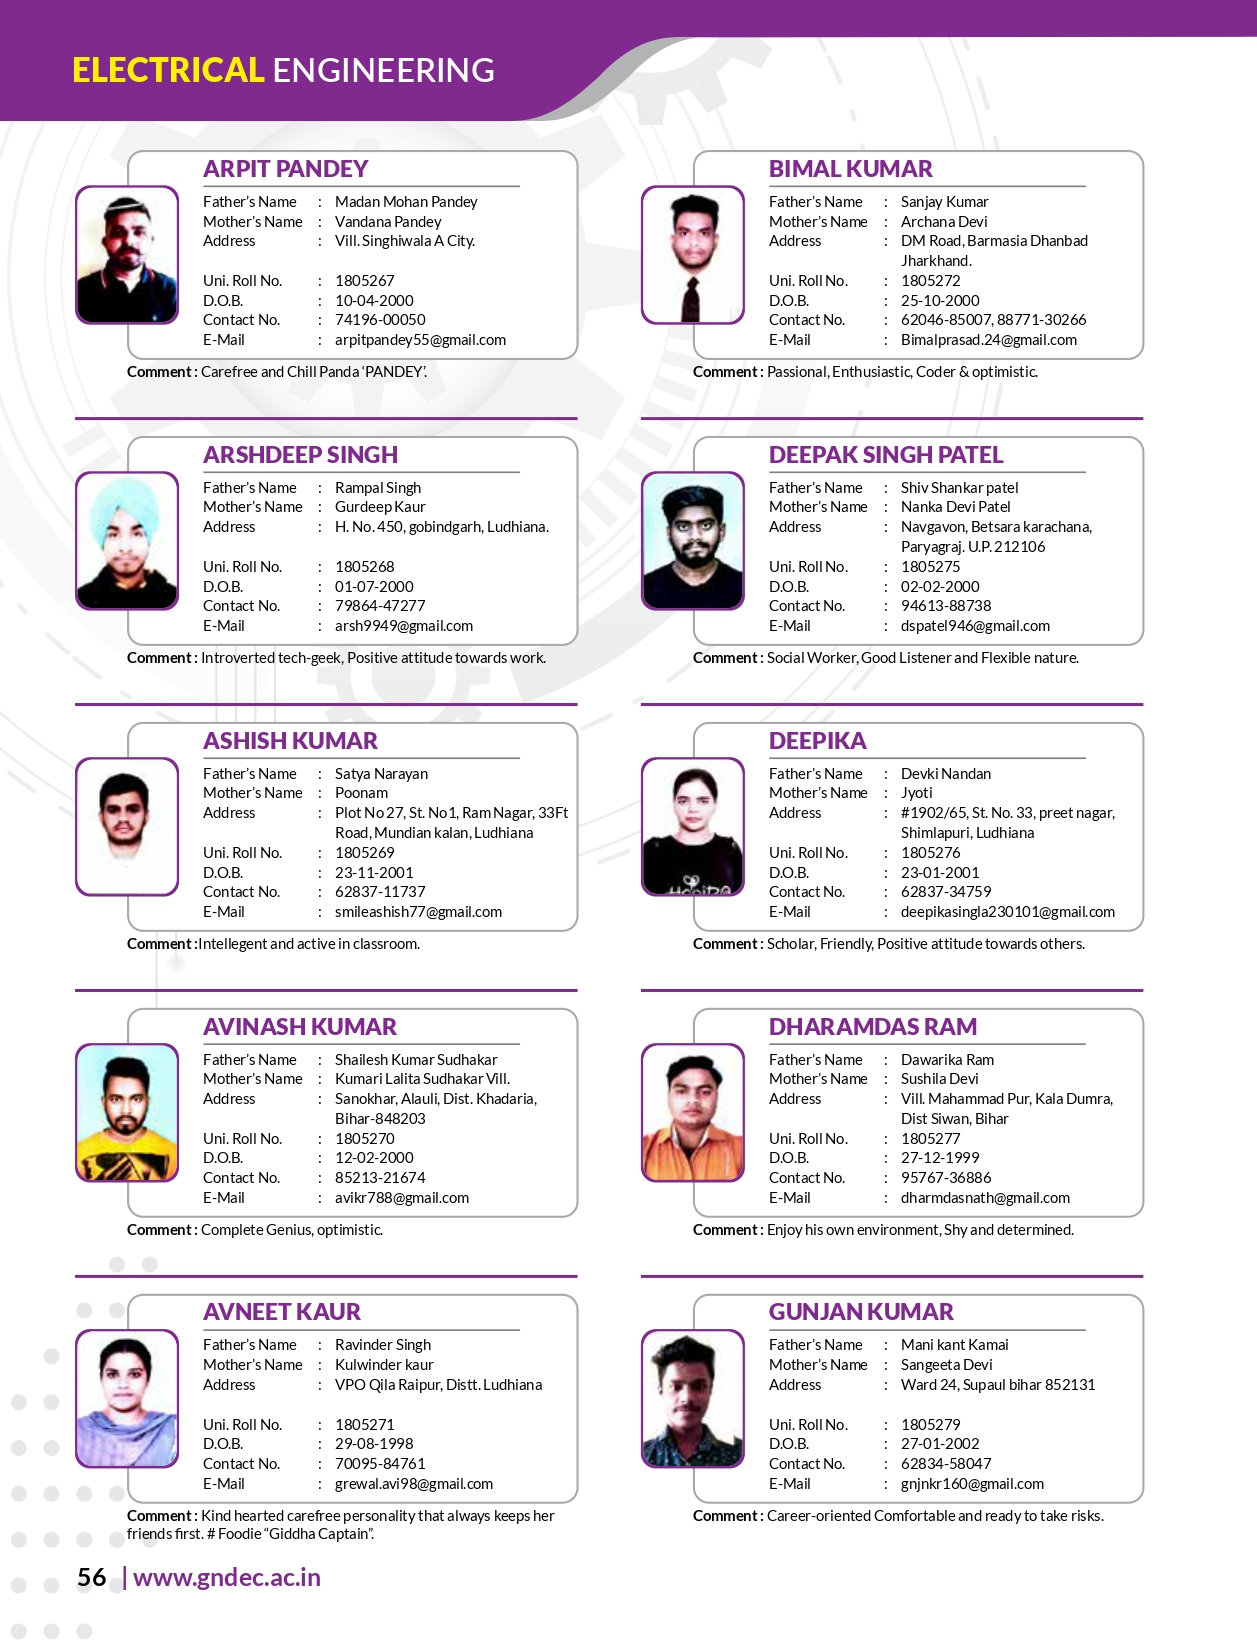 ELECTRICAL ENGINEERING
ARPIT PANDEY
Father's Name : Madan Mohan Pandey
Mother's Name : Vandana Pandey
Address : Vill. Singhiwala A City.
Uni. Roll No. : 1805267
D.O.B. : 10-04-2000
Contact No. : 74196-00050
E-Mail : arpitpandey55@gmail.com
Comment : Carefree and Chill Panda ‘PANDEY’.
ARSHDEEP SINGH
Father's Name : Rampal Singh
Mother's Name : Gurdeep Kaur
Address : H. No. 450, gobindgarh, Ludhiana.
Uni. Roll No. : 1805268
D.O.B. : 01-07-2000
Contact No. : 79864-47277
E-Mail : arsh9949@gmail.com
Comment : Introverted tech-geek, Positive attitude towards work.
ASHISH KUMAR
Father's Name : Satya Narayan
Mother's Name : Poonam
Address : Plot No 27, St. No1, Ram Nagar, 33Ft
Road, Mundian kalan, Ludhiana
Uni. Roll No. : 1805269
D.O.B. : 23-11-2001
Contact No. : 62837-11737
E-Mail : smileashish77@gmail.com
Comment :Intellegent and active in classroom.
AVINASH KUMAR
Father's Name : Shailesh Kumar Sudhakar
Mother's Name : Kumari Lalita Sudhakar Vill.
Address : Sanokhar, Alauli, Dist. Khadaria,
Bihar-848203
Uni. Roll No. : 1805270
D.O.B. : 12-02-2000
Contact No. : 85213-21674
E-Mail : avikr788@gmail.com
Comment : Complete Genius, optimistic.
AVNEET KAUR
Father's Name : Ravinder Singh
Mother's Name : Kulwinder kaur
Address : VPO Qila Raipur, Distt. Ludhiana
Uni. Roll No. : 1805271
D.O.B. : 29-08-1998
Contact No. : 70095-84761
E-Mail : grewal.avi98@gmail.com
Comment : Kind hearted carefree personality that always keeps her
friends first. # Foodie “Giddha Captain”.
BIMAL KUMAR
Father's Name : Sanjay Kumar
Mother's Name : Archana Devi
Address : DM Road, Barmasia Dhanbad
Jharkhand.
Uni. Roll No. : 1805272
D.O.B. : 25-10-2000
Contact No. : 62046-85007, 88771-30266
E-Mail : Bimalprasad.24@gmail.com
Comment : Passional, Enthusiastic, Coder & optimistic.
DEEPAK SINGH PATEL
Father's Name : Shiv Shankar patel
Mother's Name : Nanka Devi Patel
Address : Navgavon, Betsara karachana,
Paryagraj. U.P. 212106
Uni. Roll No. : 1805275
D.O.B. : 02-02-2000
Contact No. : 94613-88738
E-Mail : dspatel946@gmail.com
Comment : Social Worker, Good Listener and Flexible nature.
DEEPIKA
Father's Name : Devki Nandan
Mother's Name : Jyoti
Address : #1902/65, St. No. 33, preet nagar,
Shimlapuri, Ludhiana
Uni. Roll No. : 1805276
D.O.B. : 23-01-2001
Contact No. : 62837-34759
E-Mail : deepikasingla230101@gmail.com
Comment : Scholar, Friendly, Positive attitude towards others.
DHARAMDAS RAM
Father's Name : Dawarika Ram
Mother's Name : Sushila Devi
Address : Vill. Mahammad Pur, Kala Dumra,
Dist Siwan, Bihar
Uni. Roll No. : 1805277
D.O.B. : 27-12-1999
Contact No. : 95767-36886
E-Mail : dharmdasnath@gmail.com
Comment : Enjoy his own environment, Shy and determined.
GUNJAN KUMAR
Father's Name : Mani kant Kamai
Mother's Name : Sangeeta Devi
Address : Ward 24, Supaul bihar 852131
Uni. Roll No. : 1805279
D.O.B. : 27-01-2002
Contact No. : 62834-58047
E-Mail : gnjnkr160@gmail.com
Comment : Career-oriented Comfortable and ready to take risks.
56 | www.gndec.ac.in